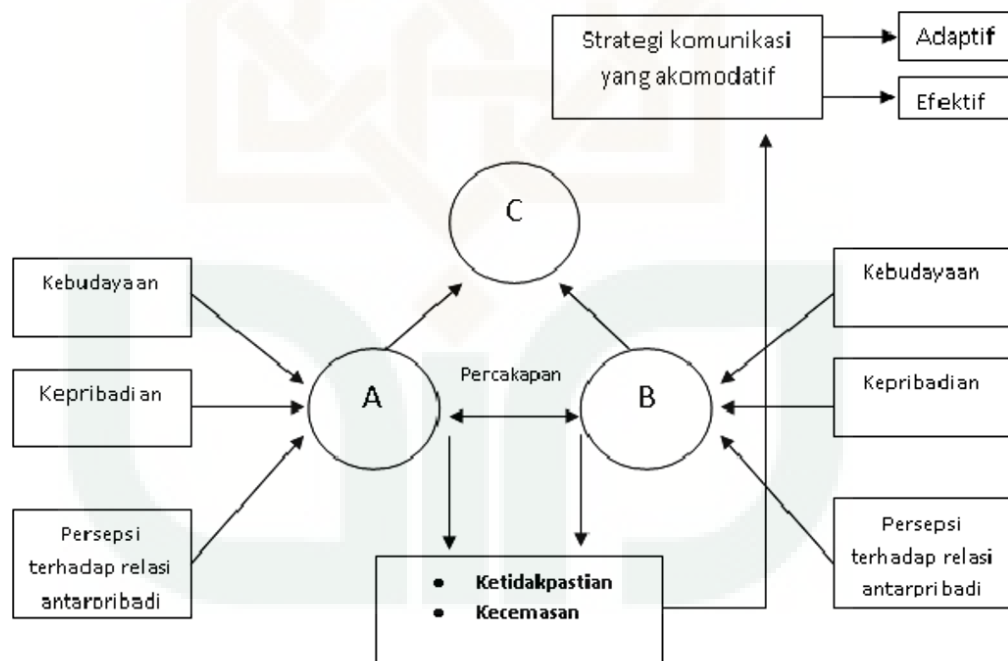 Strategi komunikasi
yang akomodatif
Adaptif
Efektif
C
Kebudayaan
Kebudayaan
A
Percakapan
B
Kepribadian
Kepribadian
Persepsi
terhadap relasi
antarpribadi
• Ketidakpastian
• Kecemasan
Persepsi
terhadap relasi
antarpribadi